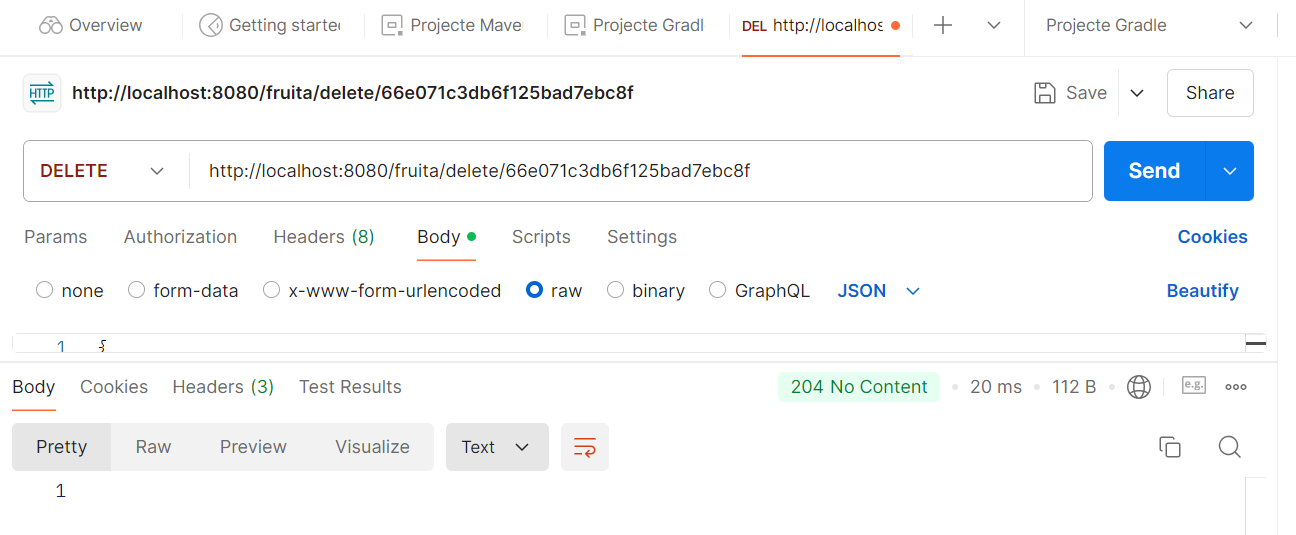 Overview Getting starte Projecte Mave Projecte Gradl DEL http://localhos Projecte Gradle
HTTP http://localhost:8080/fruita/delete/66e071c3db6f125bad7ebc8f Save Share
DELETE http://localhost:8080/fruita/delete/66e071c3db6f125bad7ebc8f Send
Params Authorization Headers (8) Body Scripts Settings Cookies
none form-data x-www-form-urlencoded raw binary GraphQL JSON Beautify
1 {
Body Cookies Headers (3) Test Results 204 No Content 20 ms 112 B e.g.
Pretty Raw Preview Visualize Text
1